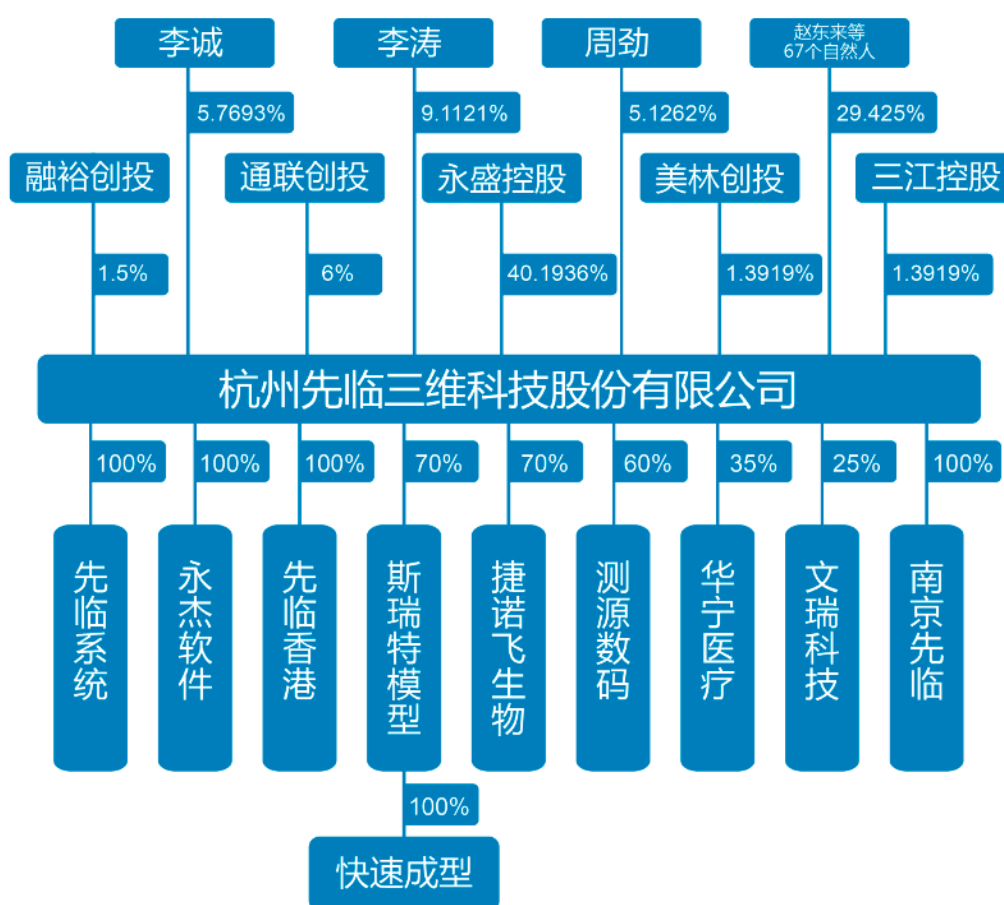 李诚
李涛
周劲
赵东来等
67个自然人
5.7693%
9.1121%
5.1262%
29.425%
融裕创投
通联创投
永盛控股
美林创投
三江控股
1.5%
6%
40.1936%
1.3919%
1.3919%
杭州先临三维科技股份有限公司
100%
100%
100%
70%
70%
60%
35%
25%
100%
先临系统
永杰软件
先临香港
斯瑞特模型
捷诺飞生物
测源数码
华宁医疗
文瑞科技
南京先临
100%
快速成型